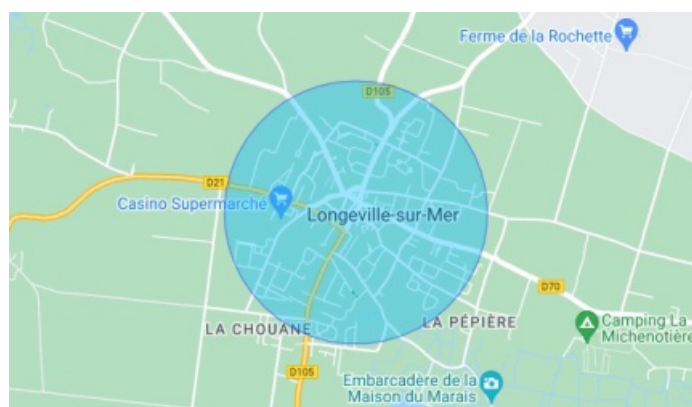 Ferme de la Rochette
D105
D21
Casino Supermarché
Longeville-sur-Mer
D70
LA CHOUANE
LA PÉPIÈRE
Camping La
Michenotière
D105
Embarcadère de la
Maison du Marais